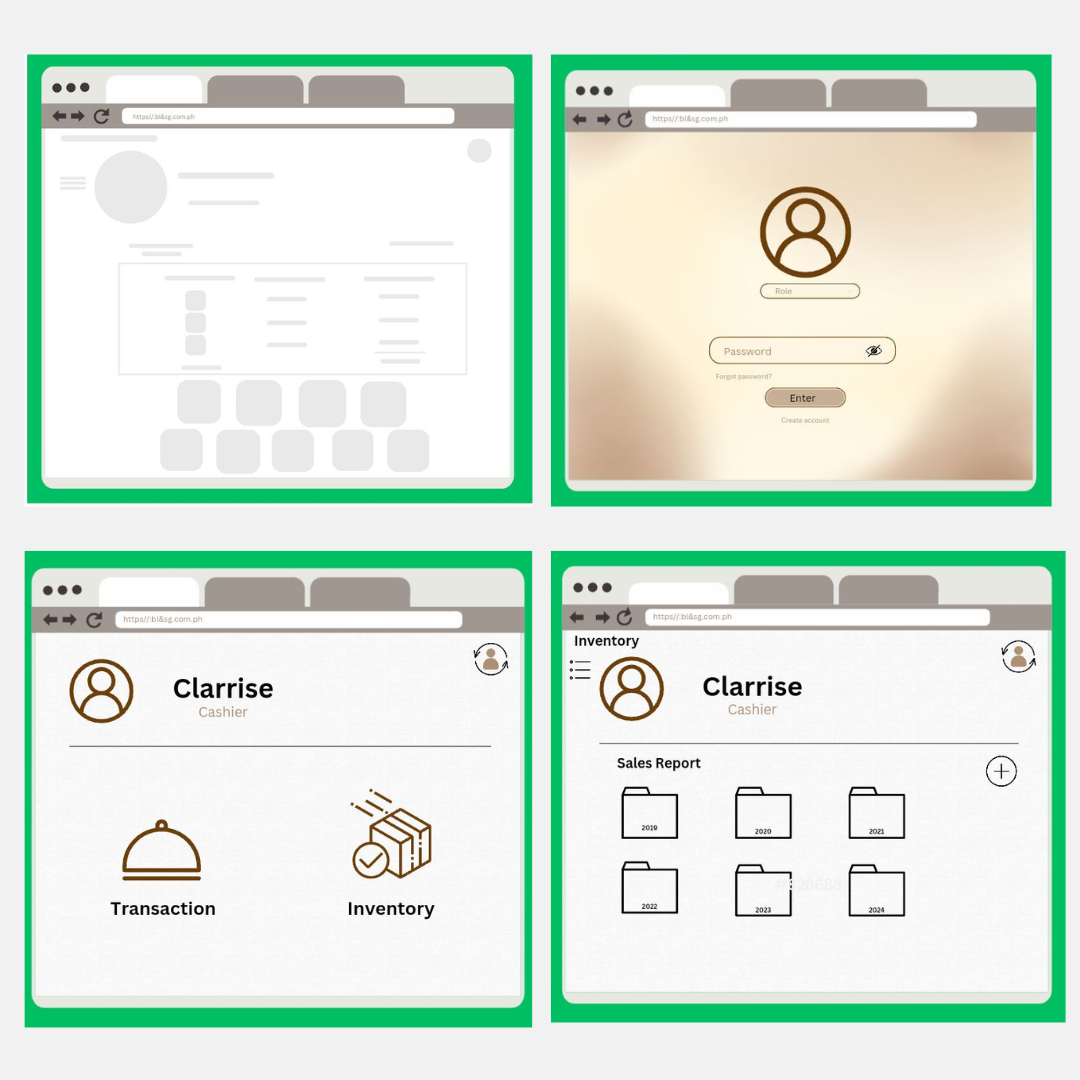 https//:bl&sg.com.ph
https//:bl&sg.com.ph
Role
Password
Forgot password?
Enter
Create account
https//:bl&sg.com.ph
Clarrise
Cashier
Transaction
Inventory
https//:bl&sg.com.ph
Inventory
Clarrise
Cashier
Sales Report
2019
2020
2021
2022
2023
2024